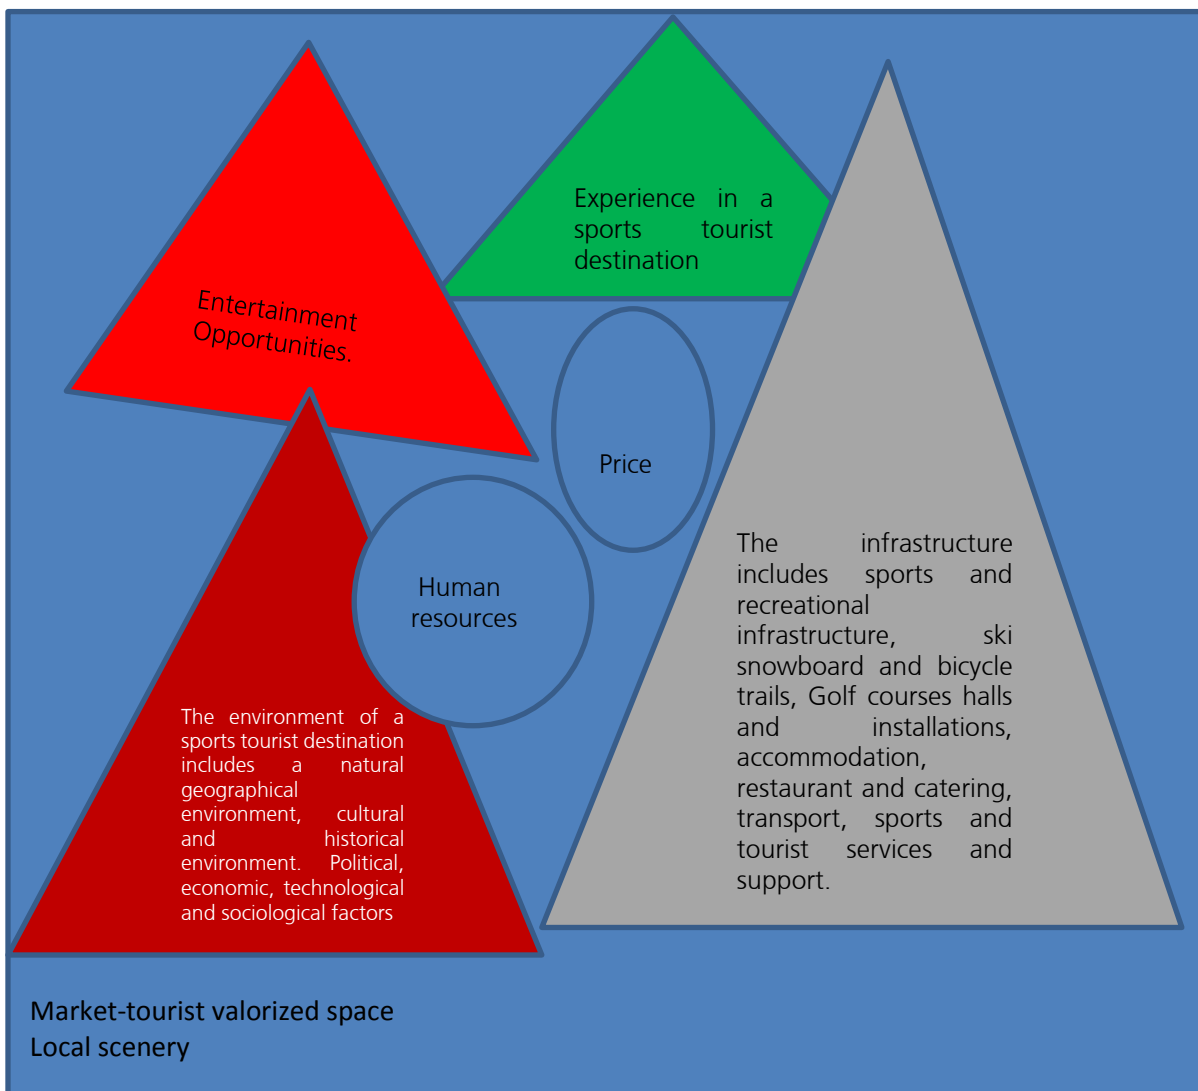 Experience in a
sports tourist
destination
Entertainment
Opportunities.
Price
Human
resources
The infrastructure
includes sports and
recreational
infrastructure, ski
snowboard and bicycle
trails, Golf courses halls
and installations,
accommodation,
restaurant and catering,
transport, sports and
tourist services and
support.
The environment of a
sports tourist destination
includes a natural
geographical
environment, cultural
and historical
environment. Political,
economic, technological
and sociological factors
Market-tourist valorized space
Local scenery